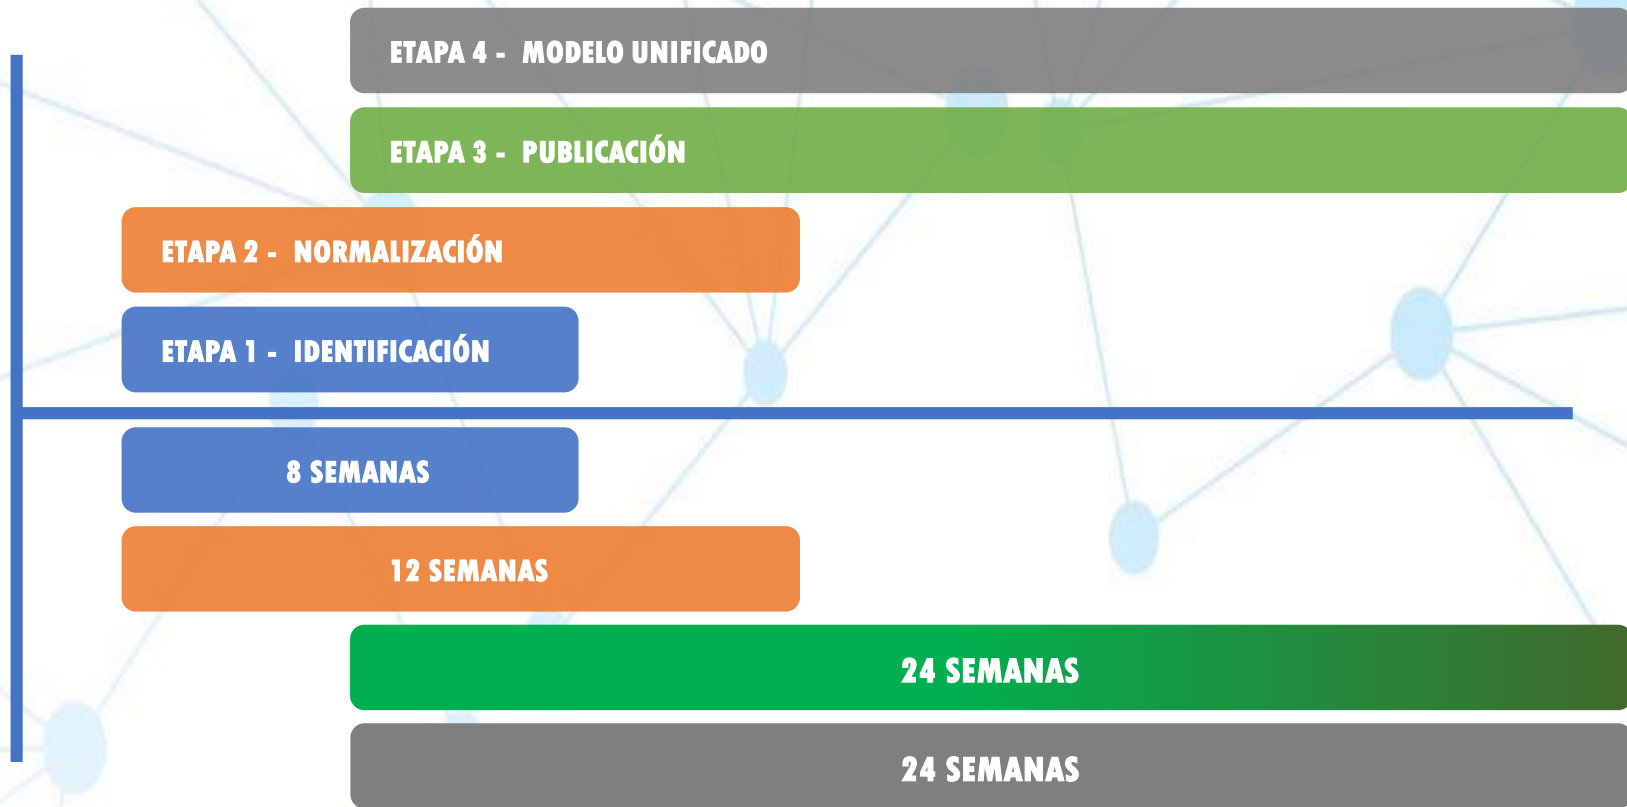 ETAPA 4 - MODELO UNIFICADO
ETAPA 3 - PUBLICACIÓN
ETAPA 2 - NORMALIZACIÓN
ETAPA 1 - IDENTIFICACIÓN
8 SEMANAS
12 SEMANAS
24 SEMANAS
24 SEMANAS